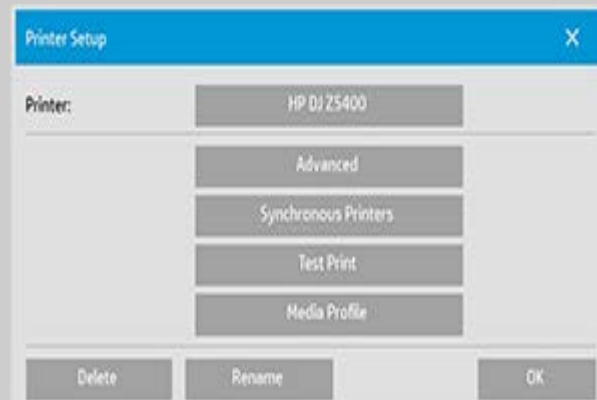 Printer Setup X
Printer: HP DJ Z5400
Advanced
Synchronous Printers
Test Print
Media Profile
Delete Rename OK